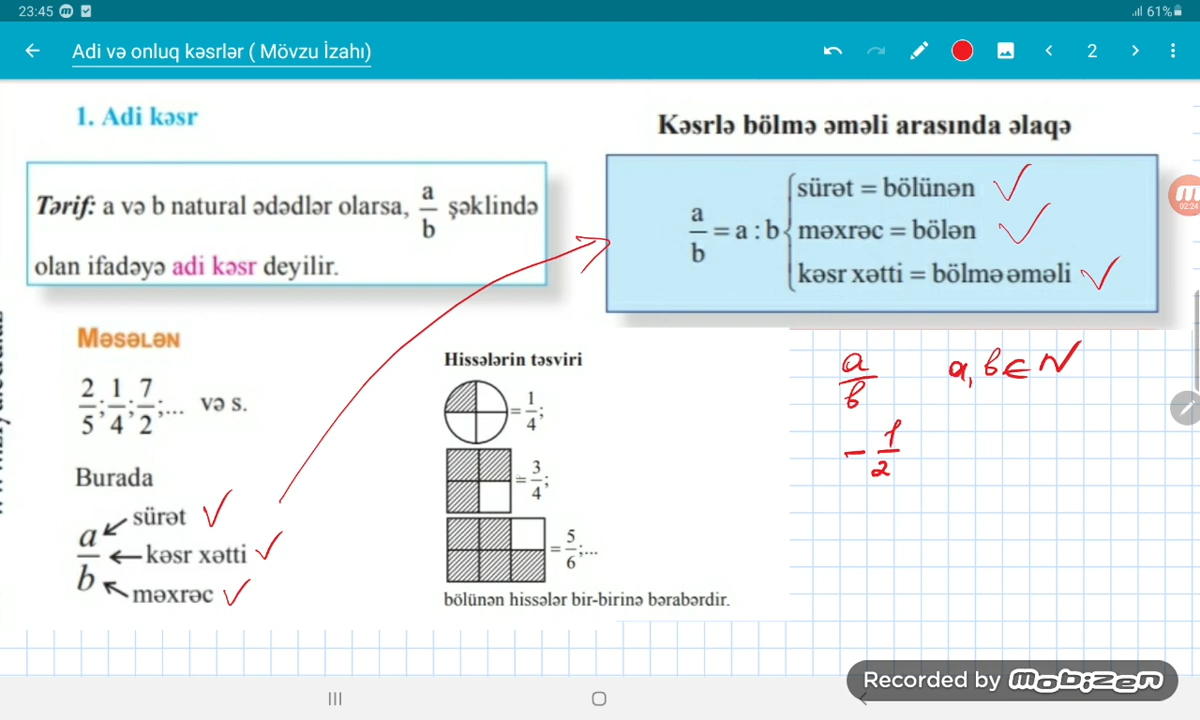 23:45
61%
Adi və onluq kəsrlər ( Mövzu İzahı)
2
1. Adi kəsr
Tərif: a və b natural ədədlər olarsa, a/b şəklində
olan ifadəyə adi kəsr deyilir.
MƏSƏLƏN
2/5; 1/4; 7/2;... və s.
Burada
a/b
sürət
kəsr xətti
məxrəc
Hissələrin təsviri
= 1/4;
= 3/4;
= 5/6;...
bölünən hissələr bir-birinə bərabərdir.
Kəsrlə bölmə əməli arasında əlaqə
a/b = a : b
sürət = bölünən
məxrəc = bölən
kəsr xətti = bölmə əməli
a/b a, b ∈ N
- 1/2
02:24
Recorded by mobizen